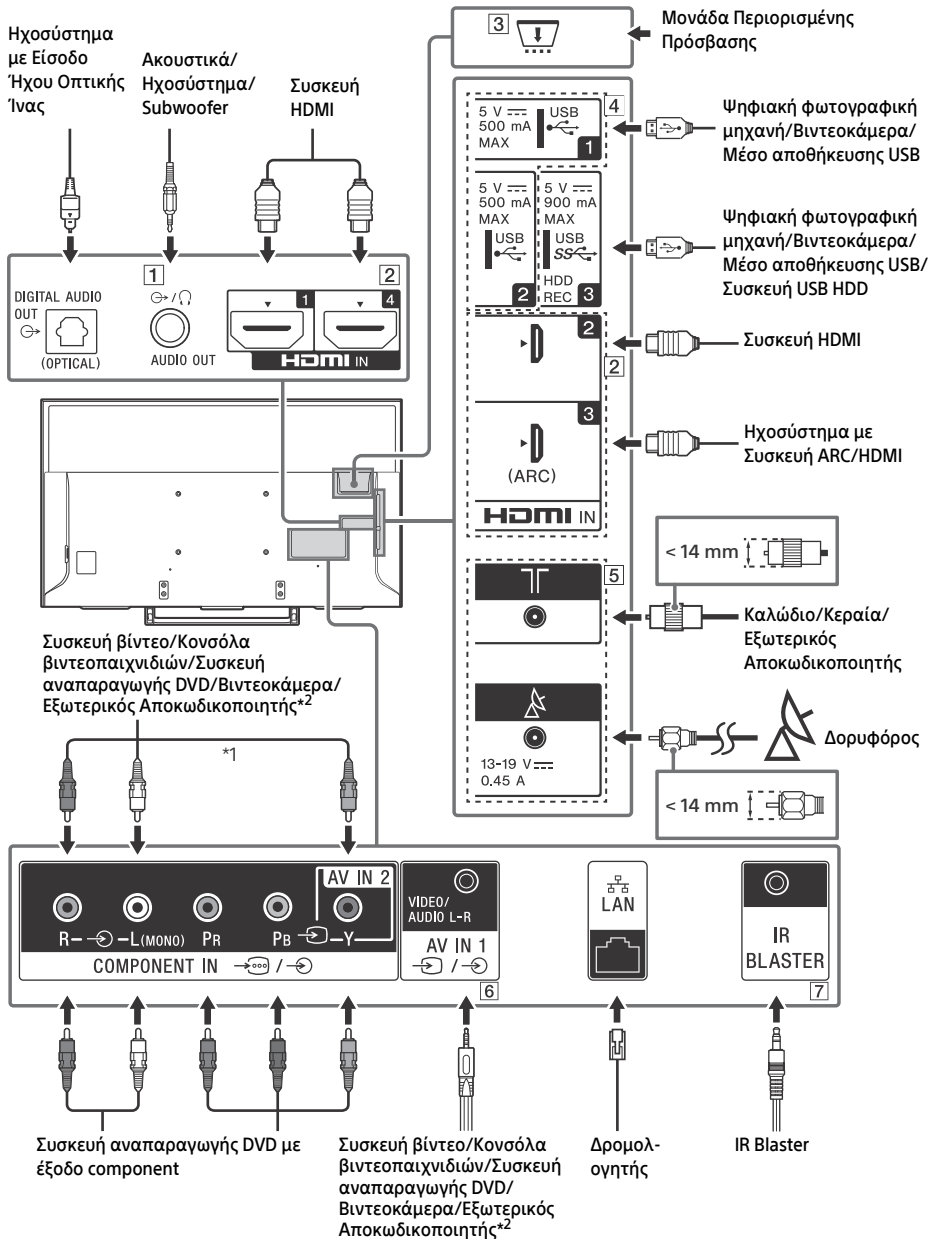 Ηχοσύστημα
με Είσοδο
Ήχου Οπτικής
Ίνας
Ακουστικά/
Ηχοσύστημα/
Subwoofer
Συσκευή
HDMI
3
Μονάδα Περιορισμένης
Πρόσβασης
4
5 V
500 mA
MAX
USB
1
Ψηφιακή φωτογραφική
μηχανή/Βιντεοκάμερα/
Μέσο αποθήκευσης USB
5 V
500 mA
MAX
USB
2
5 V
900 mA
MAX
USB
SS
HDD
REC
3
Ψηφιακή φωτογραφική
μηχανή/Βιντεοκάμερα/
Μέσο αποθήκευσης USB/
Συσκευή USB HDD
1
2
DIGITAL AUDIO
OUT
(OPTICAL)
AUDIO OUT
1
4
HDMI IN
2
2
Συσκευή HDMI
3
(ARC)
HDMI IN
Ηχοσύστημα με
Συσκευή ARC/HDMI
< 14 mm
5
Καλώδιο/Κεραία/
Εξωτερικός
Αποκωδικοποιητής
13-19 V
0.45 A
Δορυφόρος
< 14 mm
Συσκευή βίντεο/Κονσόλα
βιντεοπαιχνιδιών/Συσκευή
αναπαραγωγής DVD/Βιντεοκάμερα/
Εξωτερικός Αποκωδικοποιητής*2
*1
AV IN 2
R
L(MONO)
PR
PB
Y
COMPONENT IN
/
VIDEO/
AUDIO L-R
AV IN 1
/
6
LAN
IR
BLASTER
7
Συσκευή αναπαραγωγής DVD με
έξοδο component
Συσκευή βίντεο/Κονσόλα
βιντεοπαιχνιδιών/Συσκευή
αναπαραγωγής DVD/
Βιντεοκάμερα/Εξωτερικός
Αποκωδικοποιητής*2
Δρομολ-
ογητής
IR Blaster